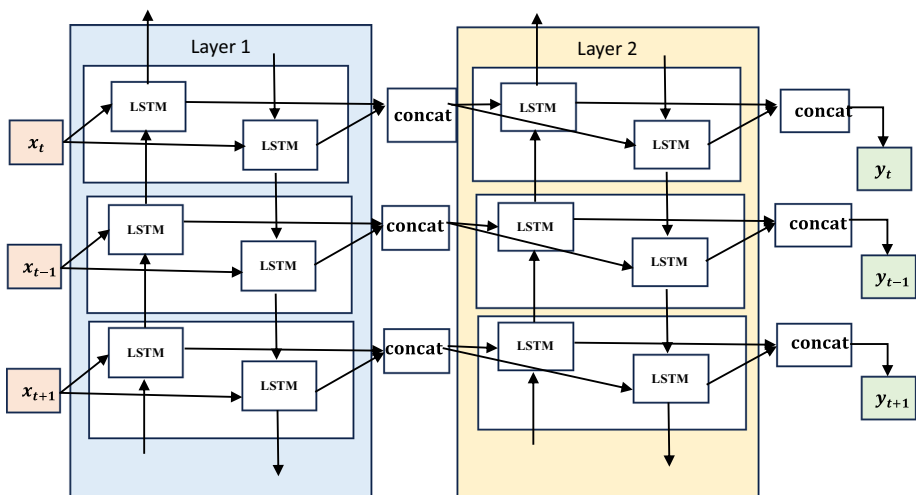 Layer 1
Layer 2
LSTM
LSTM
concat
LSTM
LSTM
concat
x_t
y_t
LSTM
LSTM
concat
LSTM
LSTM
concat
x_{t-1}
y_{t-1}
LSTM
LSTM
concat
LSTM
LSTM
concat
x_{t+1}
y_{t+1}